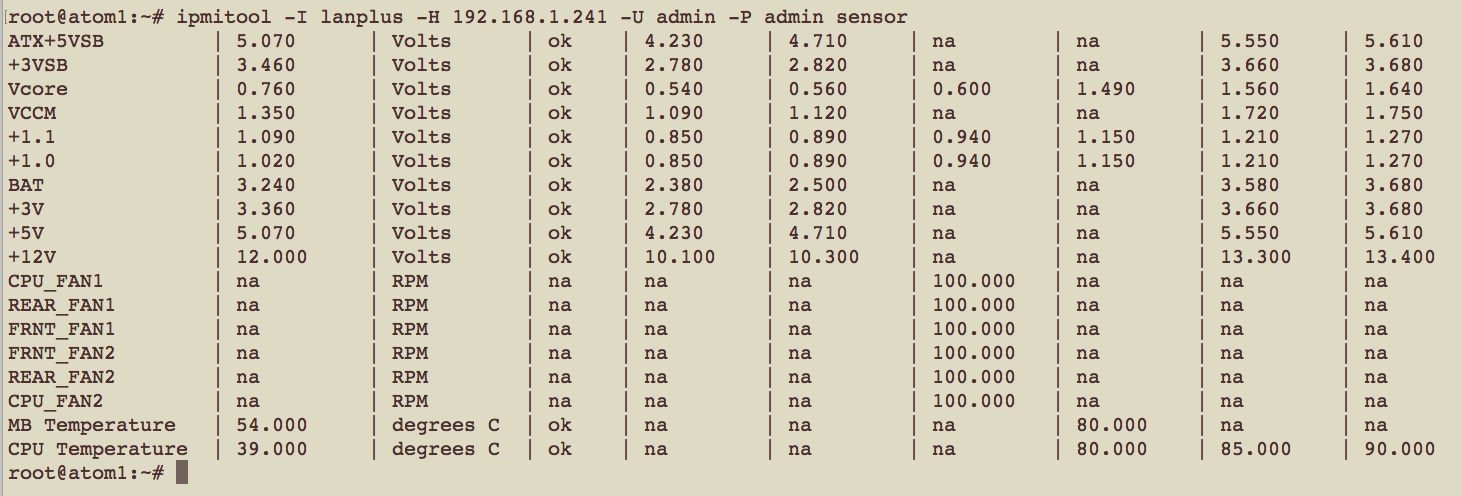 root@atom1:~# ipmitool -I lanplus -H 192.168.1.241 -U admin -P admin sensor
ATX+5VSB         | 5.070      | Volts      | ok    | 4.230     | 4.710     | na        | na        | 5.550     | 5.610
+3VSB            | 3.460      | Volts      | ok    | 2.780     | 2.820     | na        | na        | 3.660     | 3.680
Vcore            | 0.760      | Volts      | ok    | 0.540     | 0.560     | 0.600     | 1.490     | 1.560     | 1.640
VCCM             | 1.350      | Volts      | ok    | 1.090     | 1.120     | na        | na        | 1.720     | 1.750
+1.1             | 1.090      | Volts      | ok    | 0.850     | 0.890     | 0.940     | 1.150     | 1.210     | 1.270
+1.0             | 1.020      | Volts      | ok    | 0.850     | 0.890     | 0.940     | 1.150     | 1.210     | 1.270
BAT              | 3.240      | Volts      | ok    | 2.380     | 2.500     | na        | na        | 3.580     | 3.680
+3V              | 3.360      | Volts      | ok    | 2.780     | 2.820     | na        | na        | 3.660     | 3.680
+5V              | 5.070      | Volts      | ok    | 4.230     | 4.710     | na        | na        | 5.550     | 5.610
+12V             | 12.000     | Volts      | ok    | 10.100    | 10.300    | na        | na        | 13.300    | 13.400
CPU_FAN1         | na         | RPM        | na    | na        | na        | 100.000   | na        | na        | na
REAR_FAN1        | na         | RPM        | na    | na        | na        | 100.000   | na        | na        | na
FRNT_FAN1        | na         | RPM        | na    | na        | na        | 100.000   | na        | na        | na
FRNT_FAN2        | na         | RPM        | na    | na        | na        | 100.000   | na        | na        | na
REAR_FAN2        | na         | RPM        | na    | na        | na        | 100.000   | na        | na        | na
CPU_FAN2         | na         | RPM        | na    | na        | na        | 100.000   | na        | na        | na
MB Temperature   | 54.000     | degrees C  | ok    | na        | na        | na        | 80.000    | na        | na
CPU Temperature  | 39.000     | degrees C  | ok    | na        | na        | na        | 80.000    | 85.000    | 90.000
root@atom1:~#